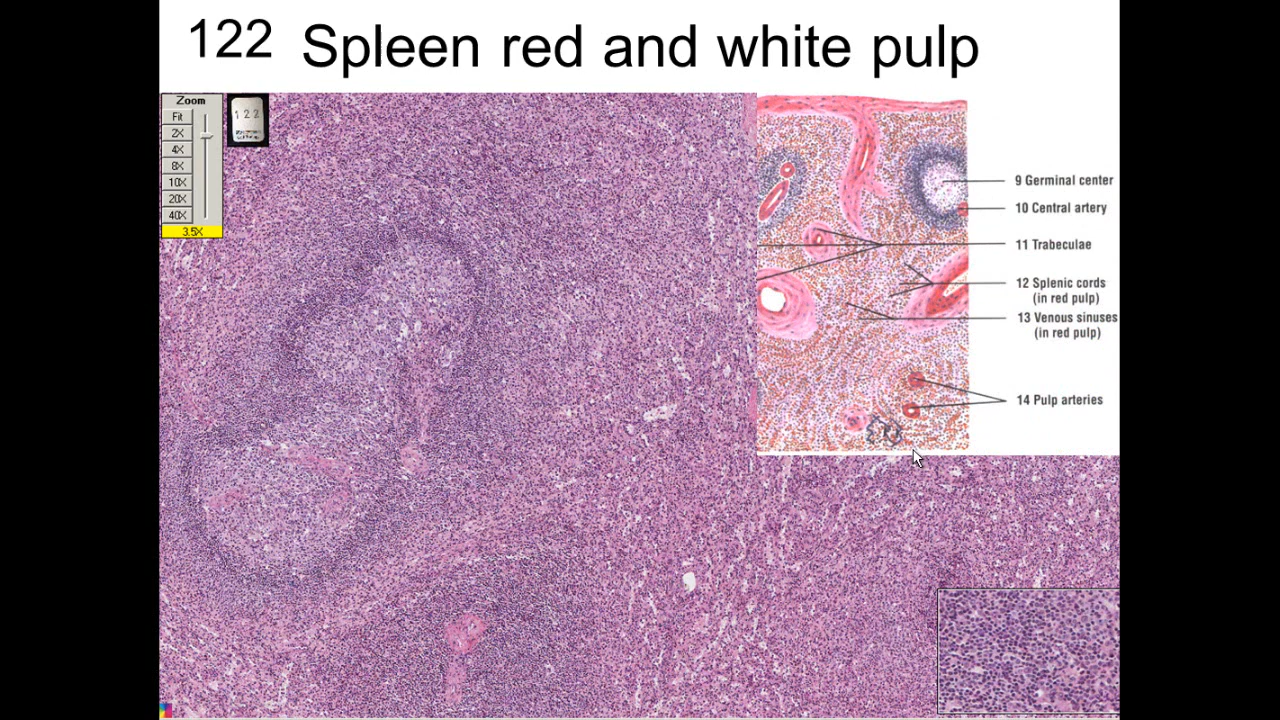 122 Spleen red and white pulp
Zoom
Fit
2X
4X
8X
10X
20X
40X
3.5X
122
9 Germinal center
10 Central artery
11 Trabeculae
12 Splenic cords
(in red pulp)
13 Venous sinuses
(in red pulp)
14 Pulp arteries